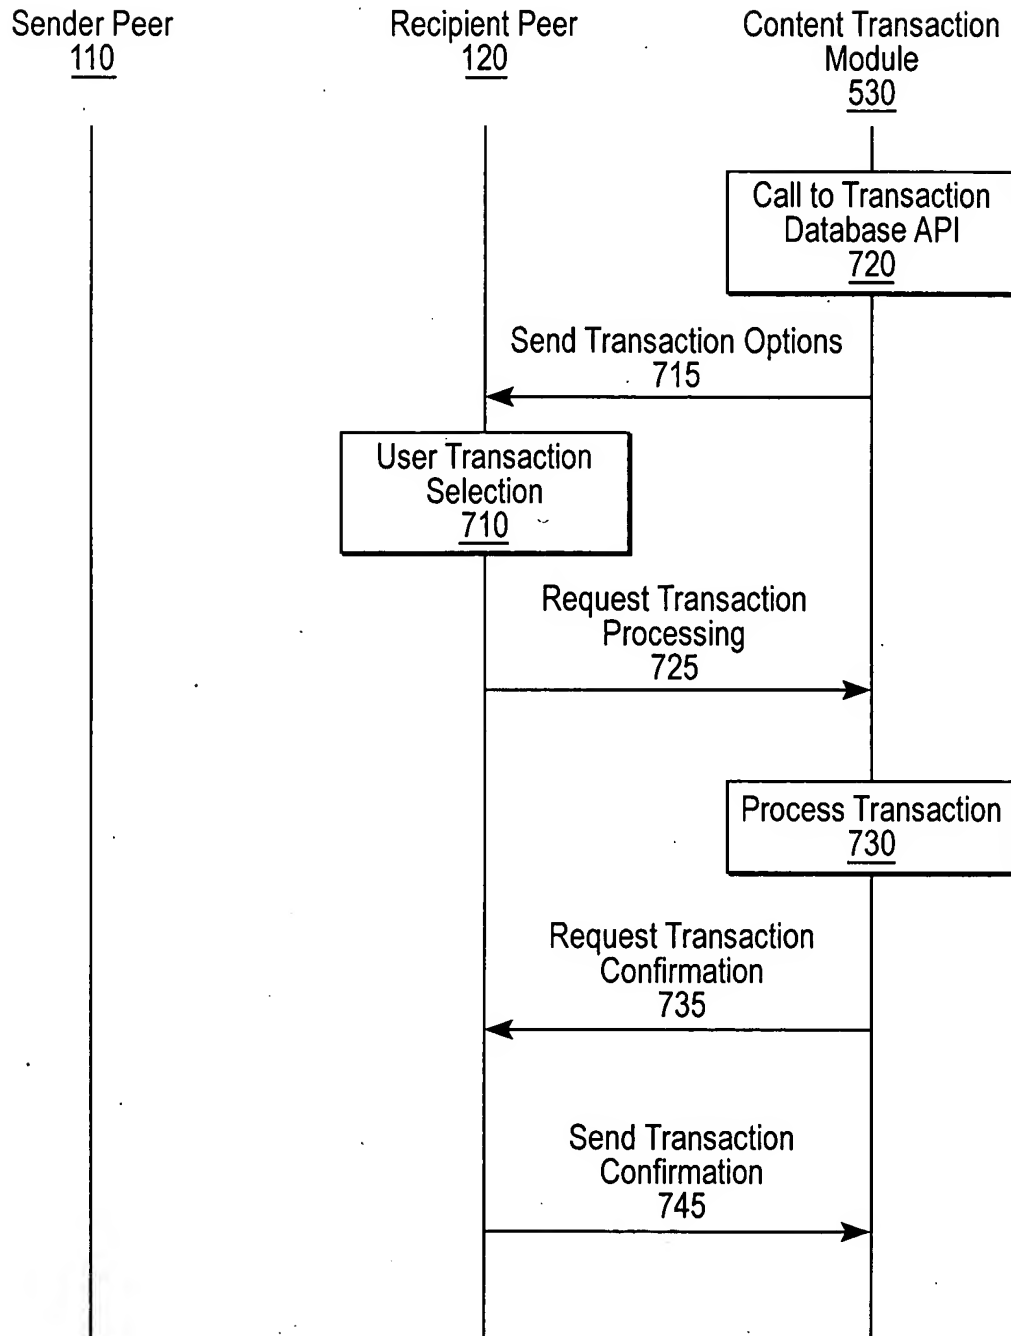 Sender Peer
110
Recipient Peer
120
Content Transaction
Module
530
Call to Transaction
Database API
720
Send Transaction Options
715
User Transaction
Selection
710
Request Transaction
Processing
725
Process Transaction
730
Request Transaction
Confirmation
735
Send Transaction
Confirmation
745